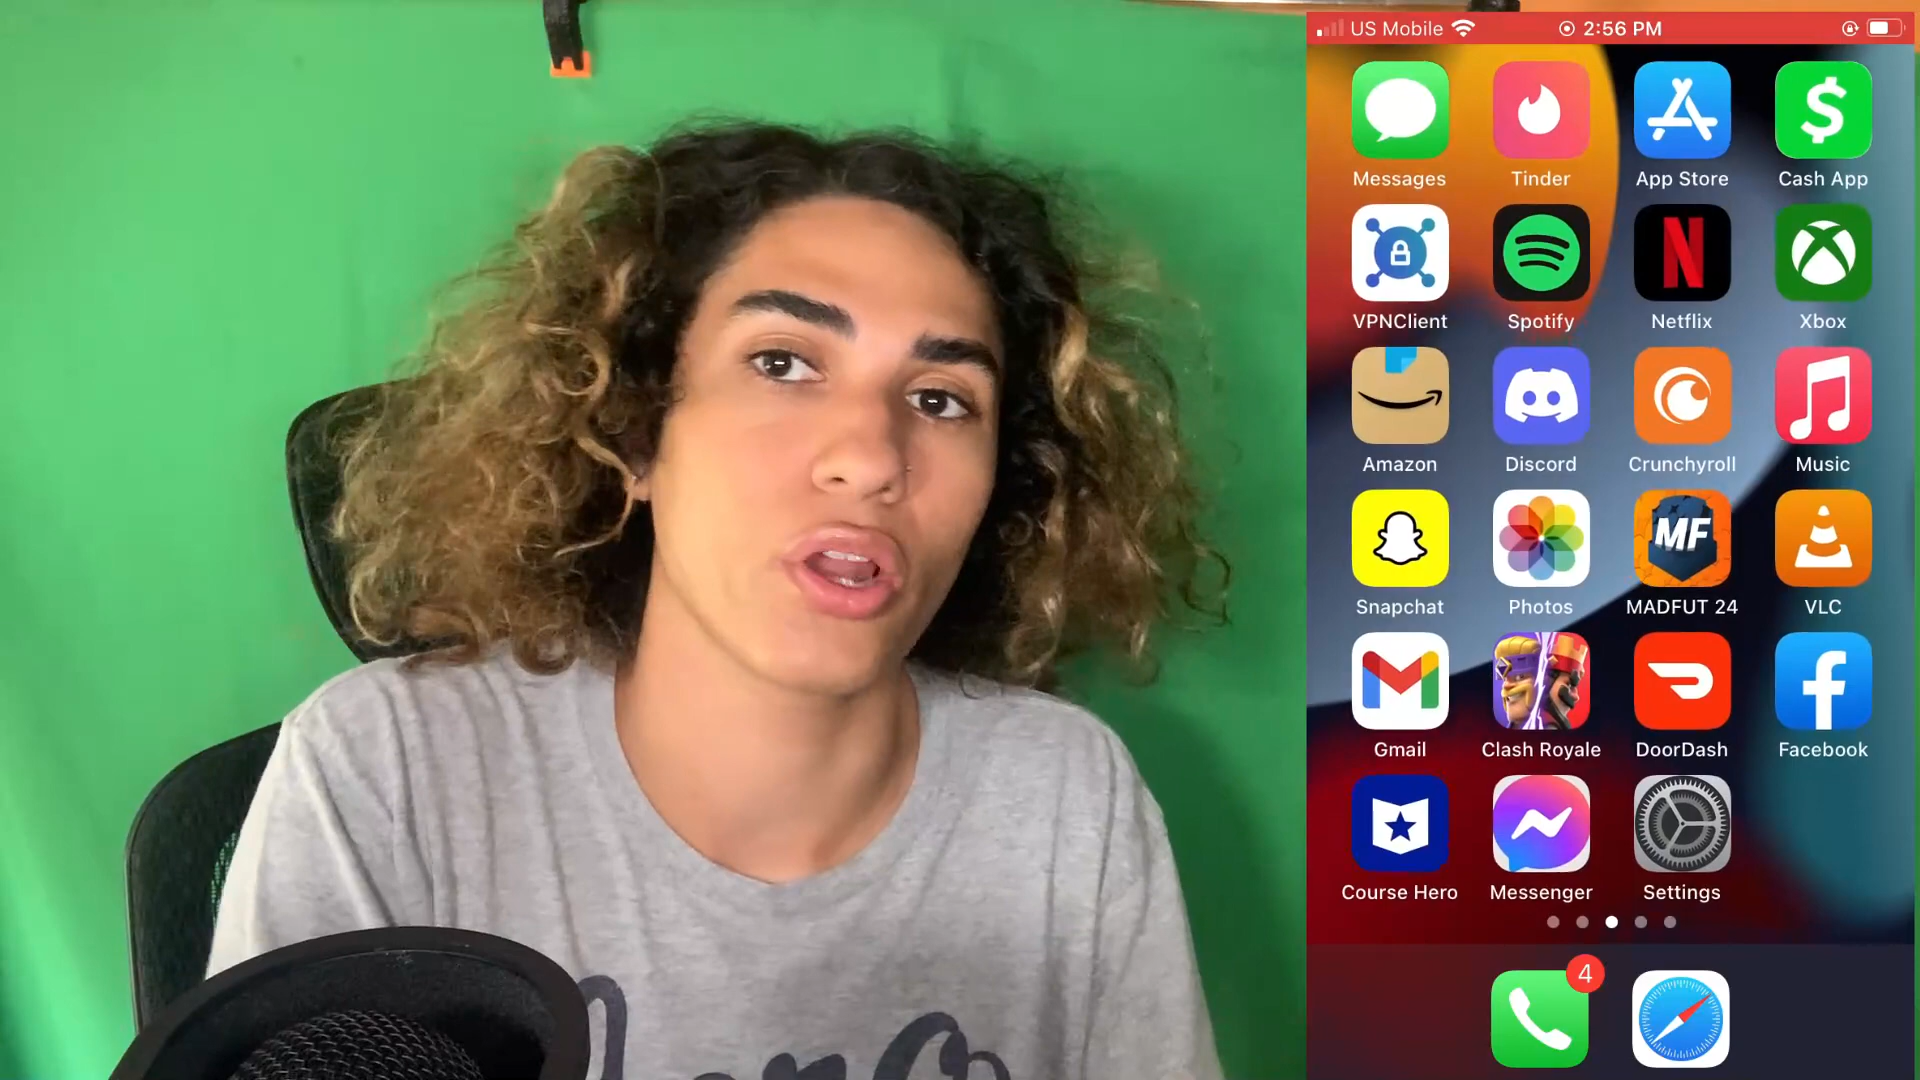 US Mobile 2:56 PM
Messages Tinder App Store Cash App
VPNClient Spotify Netflix Xbox
Amazon Discord Crunchyroll Music
MF
Snapchat Photos MADFUT 24 VLC
Gmail Clash Royale DoorDash Facebook
Course Hero Messenger Settings
4